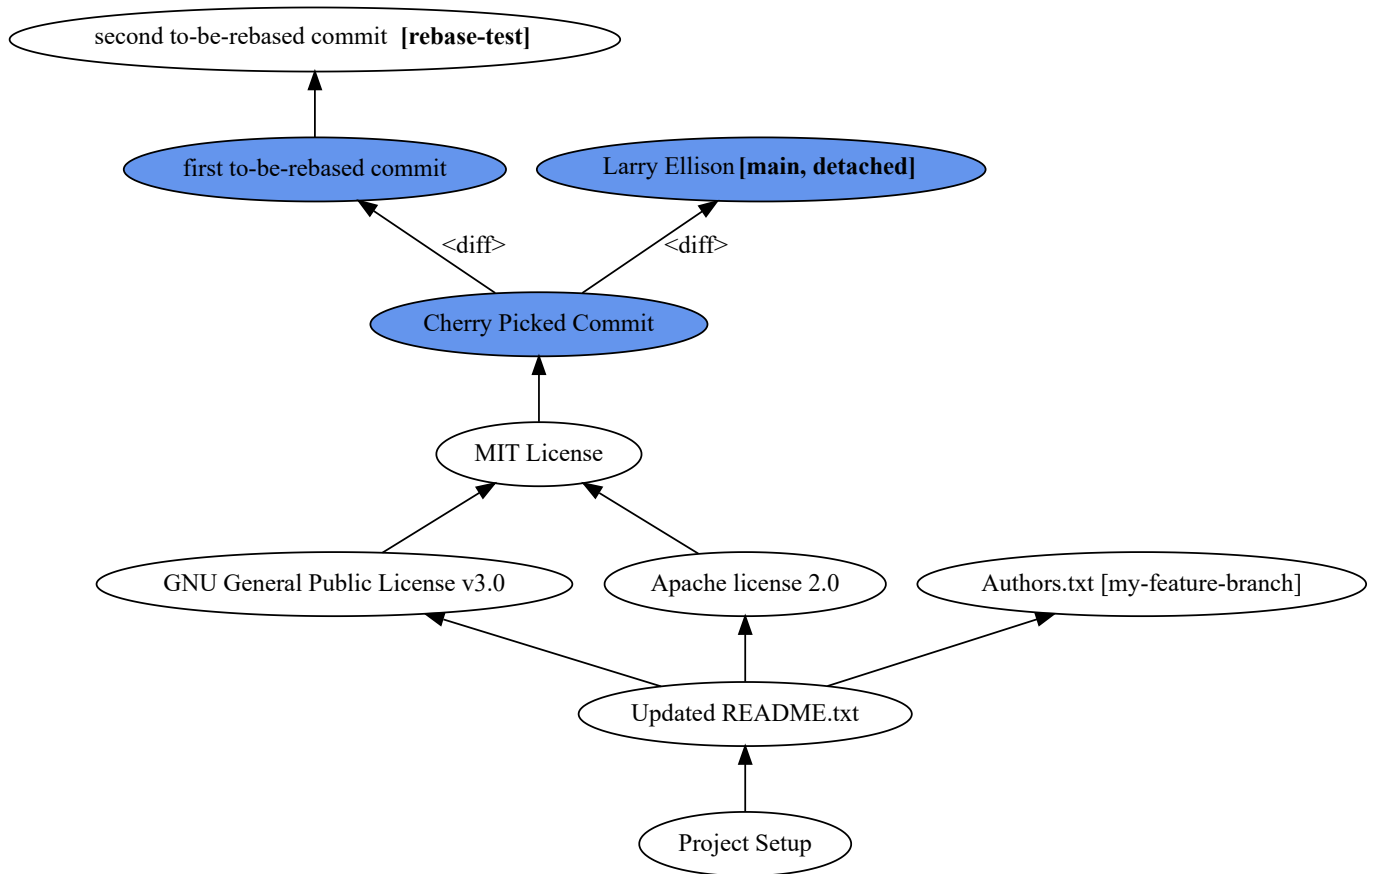 second to-be-rebased commit [rebase-test]
first to-be-rebased commit
Larry Ellison [main, detached]
<diff>
<diff>
Cherry Picked Commit
MIT License
GNU General Public License v3.0
Apache license 2.0
Authors.txt [my-feature-branch]
Updated README.txt
Project Setup